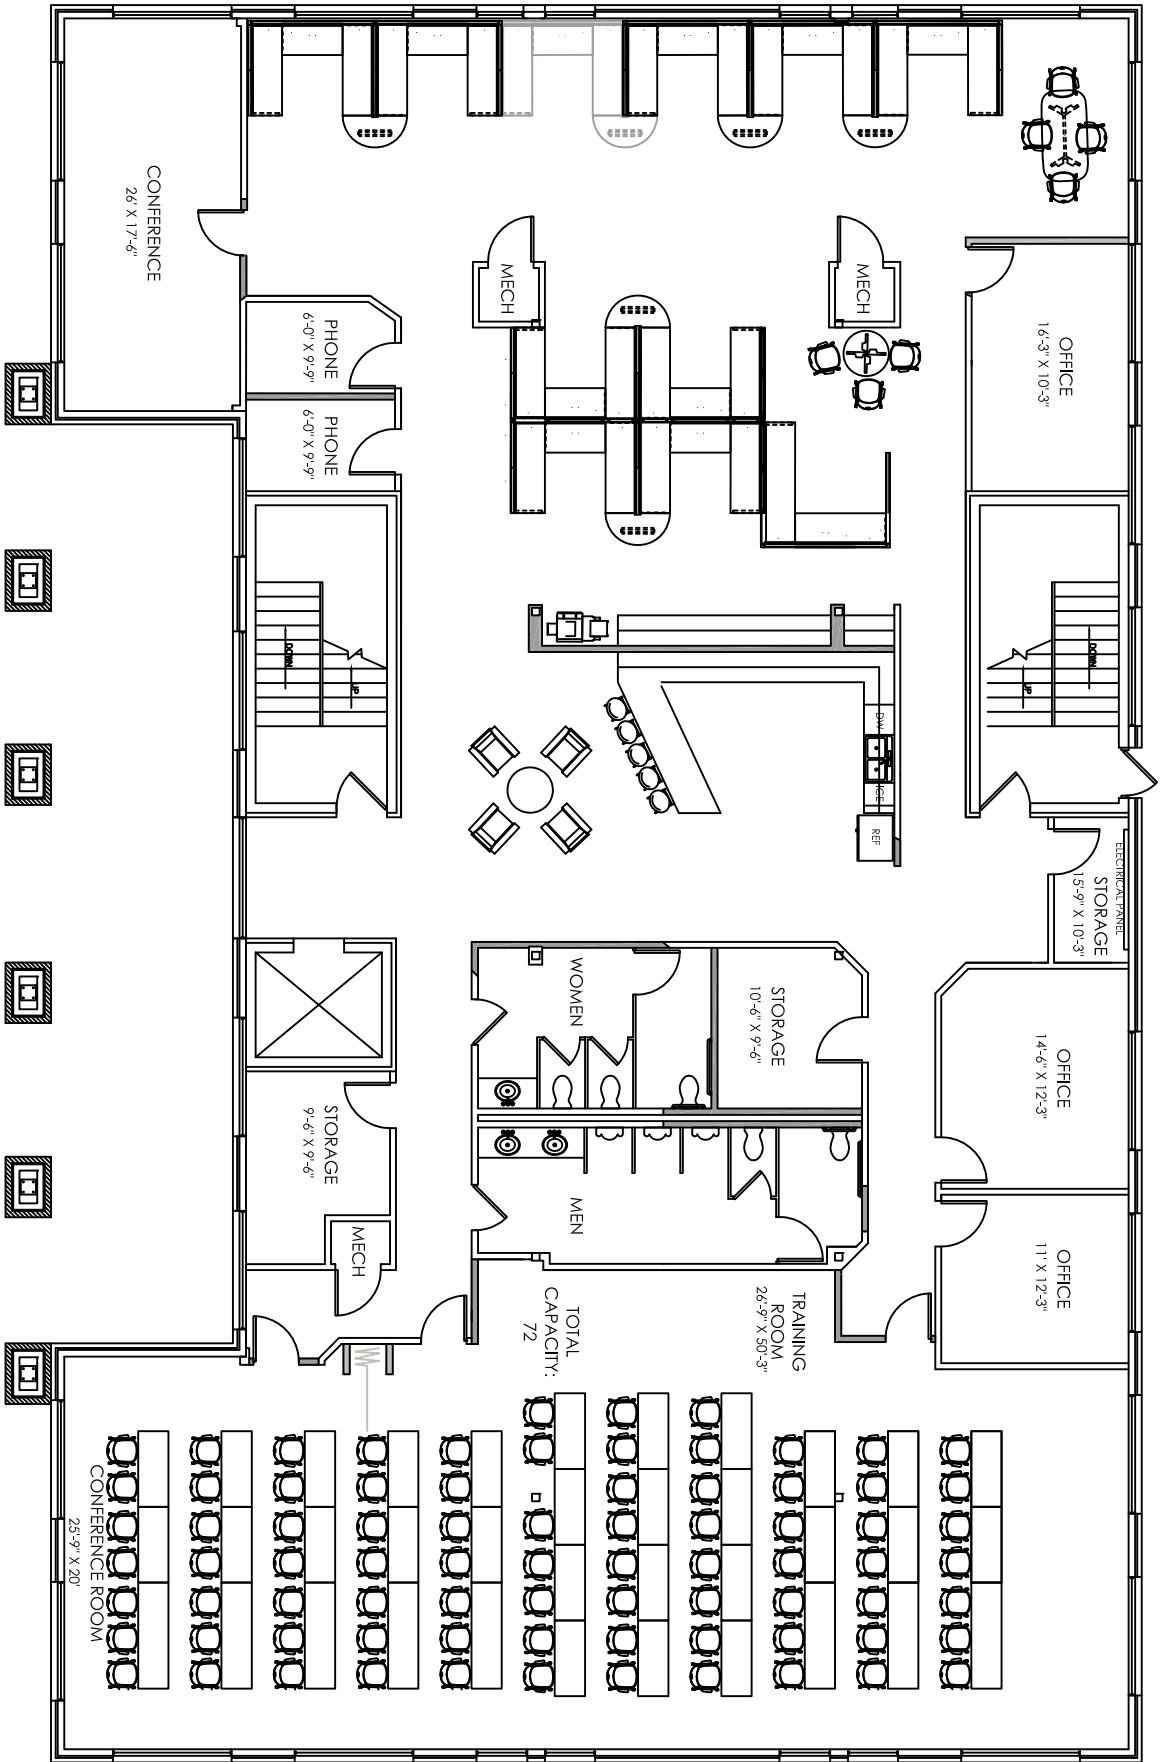 CONFERENCE
26' X 17'-6"
MECH
MECH
PHONE
6'-0" X 9'-9"
PHONE
6'-0" X 9'-9"
OFFICE
16'-3" X 10'-3"
DOWN
UP
DOWN
UP
DW
ICE
REF
ELECTRICAL PANEL
STORAGE
15'-9" X 10'-3"
WOMEN
STORAGE
10'-6" X 9'-6"
OFFICE
14'-6" X 12'-3"
STORAGE
9'-6" X 9'-6"
MECH
MEN
OFFICE
11' X 12'-3"
TOTAL
CAPACITY:
72
TRAINING
ROOM
26'-9" X 50'-3"
CONFERENCE ROOM
25'-9" X 20'